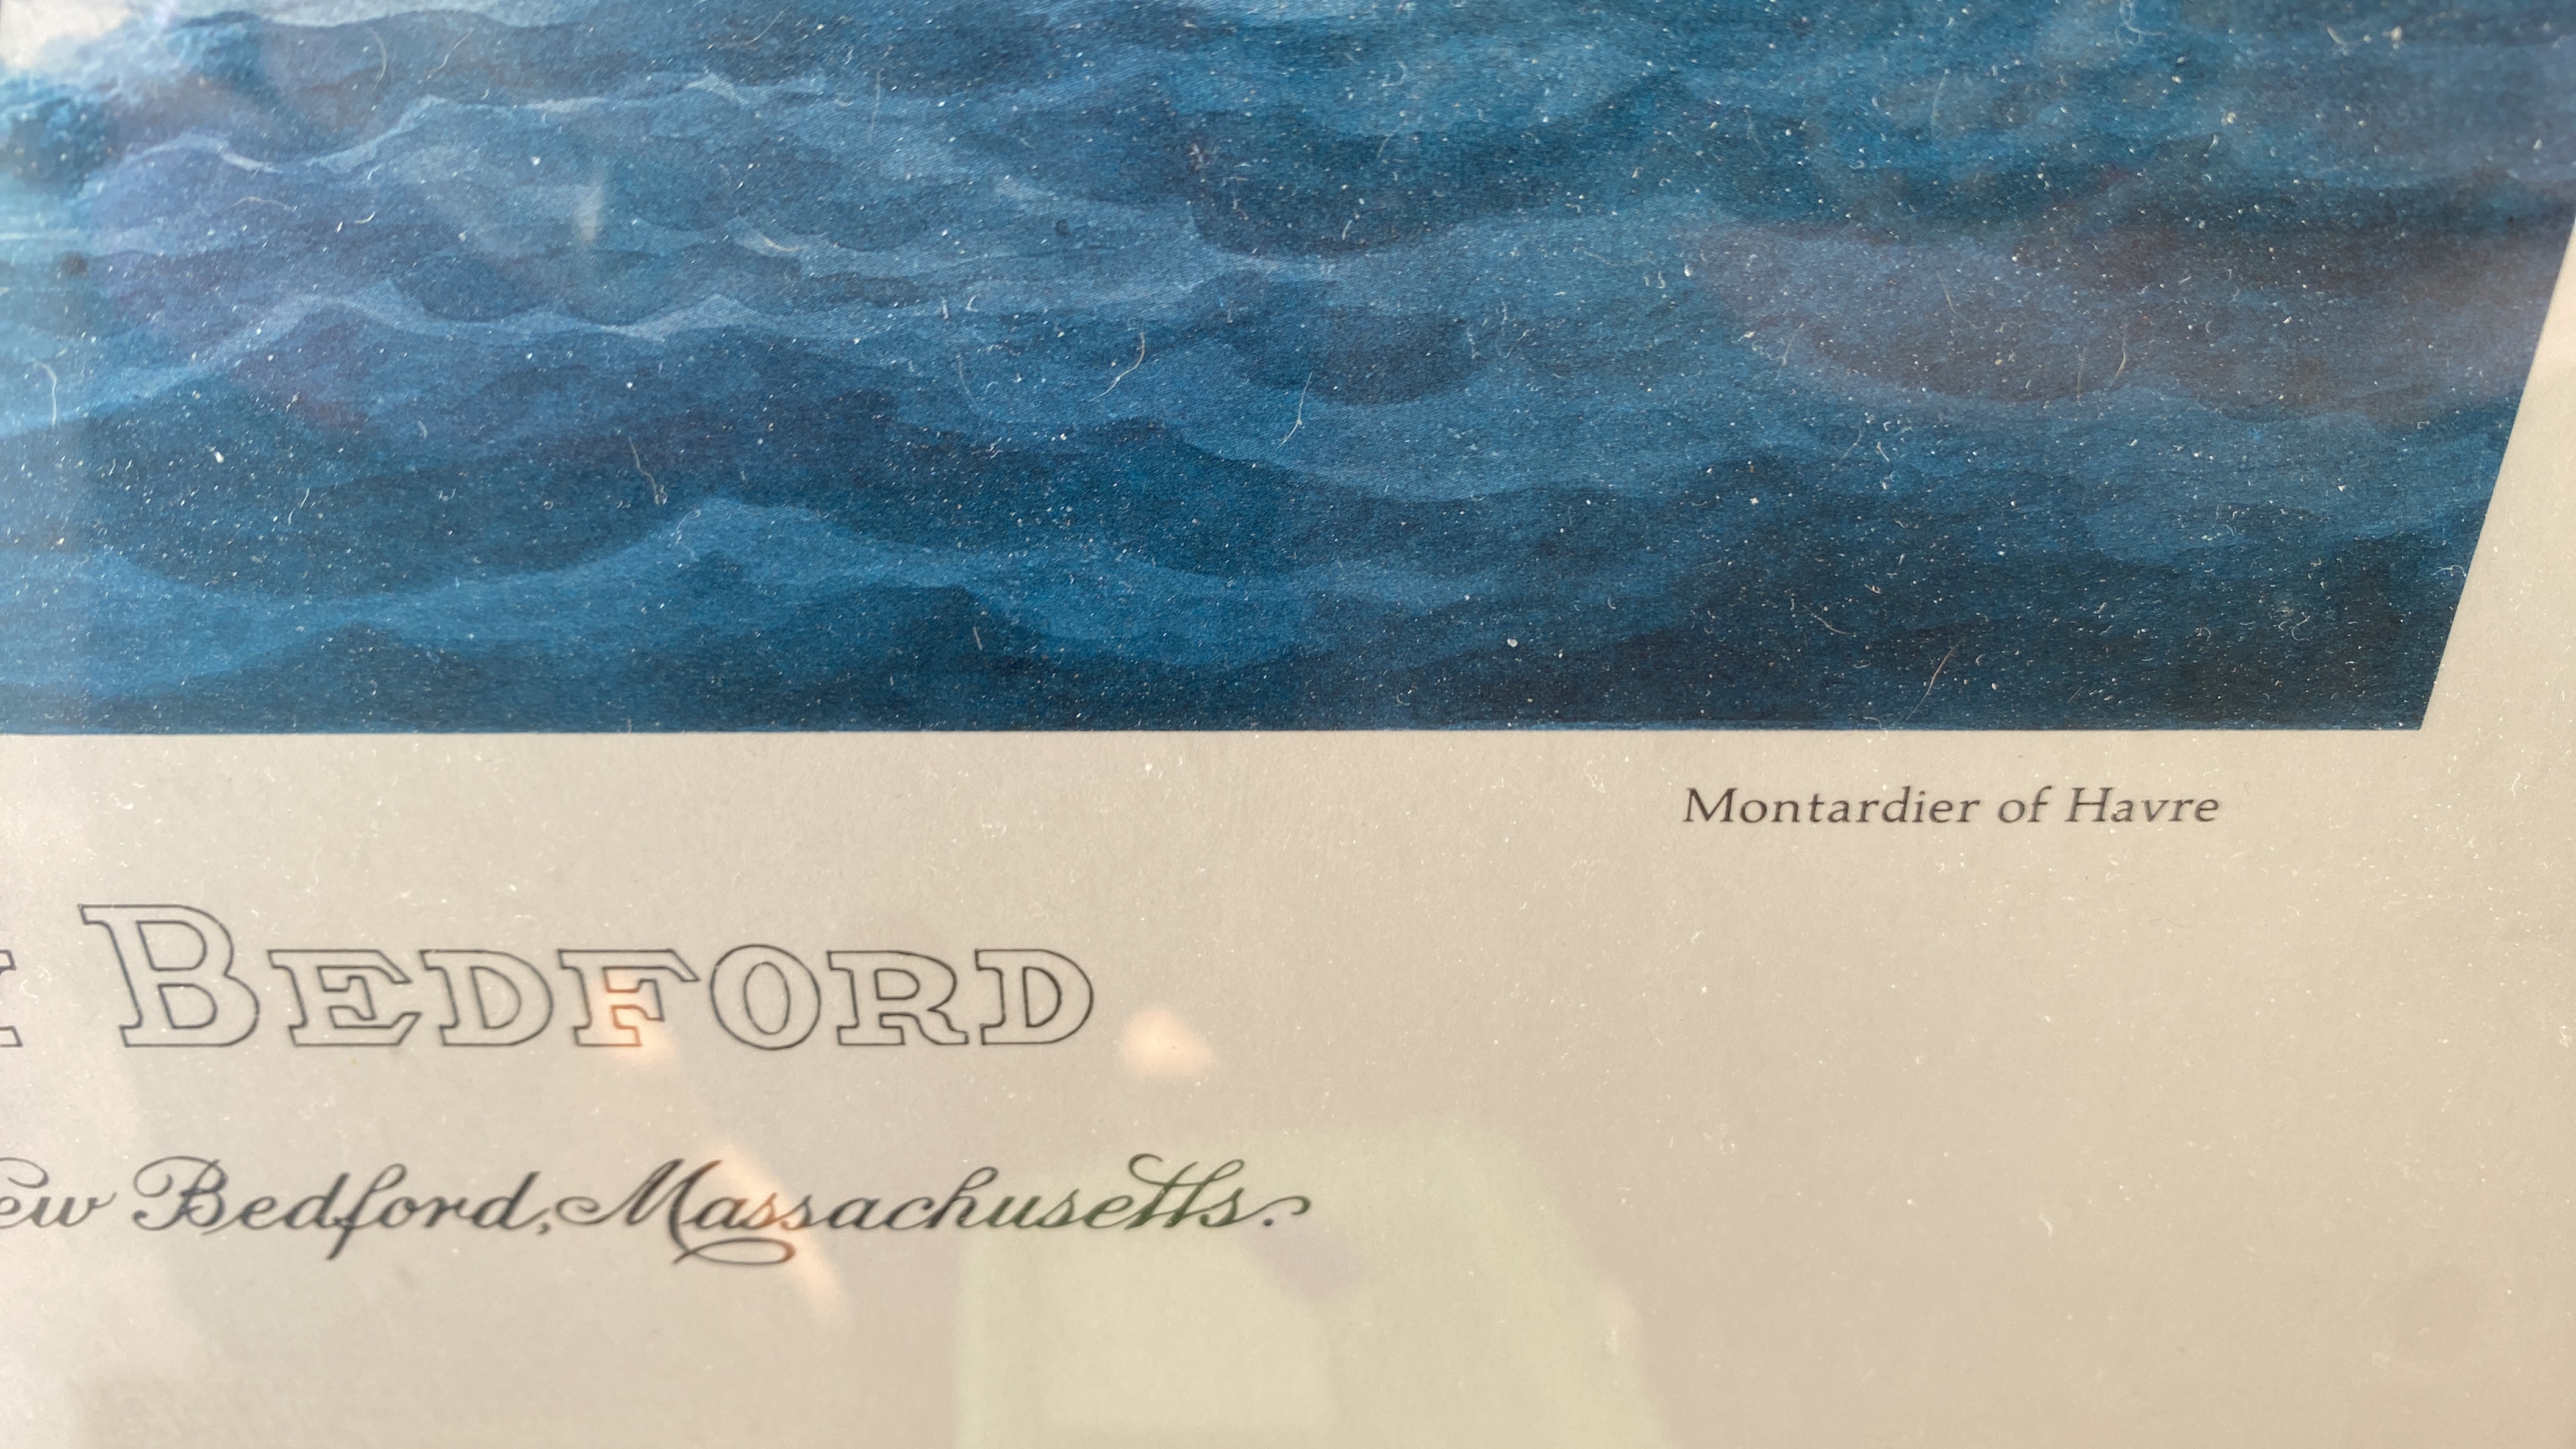 Montardier of Havre
BEDFORD
Bedford, Massachusetts.